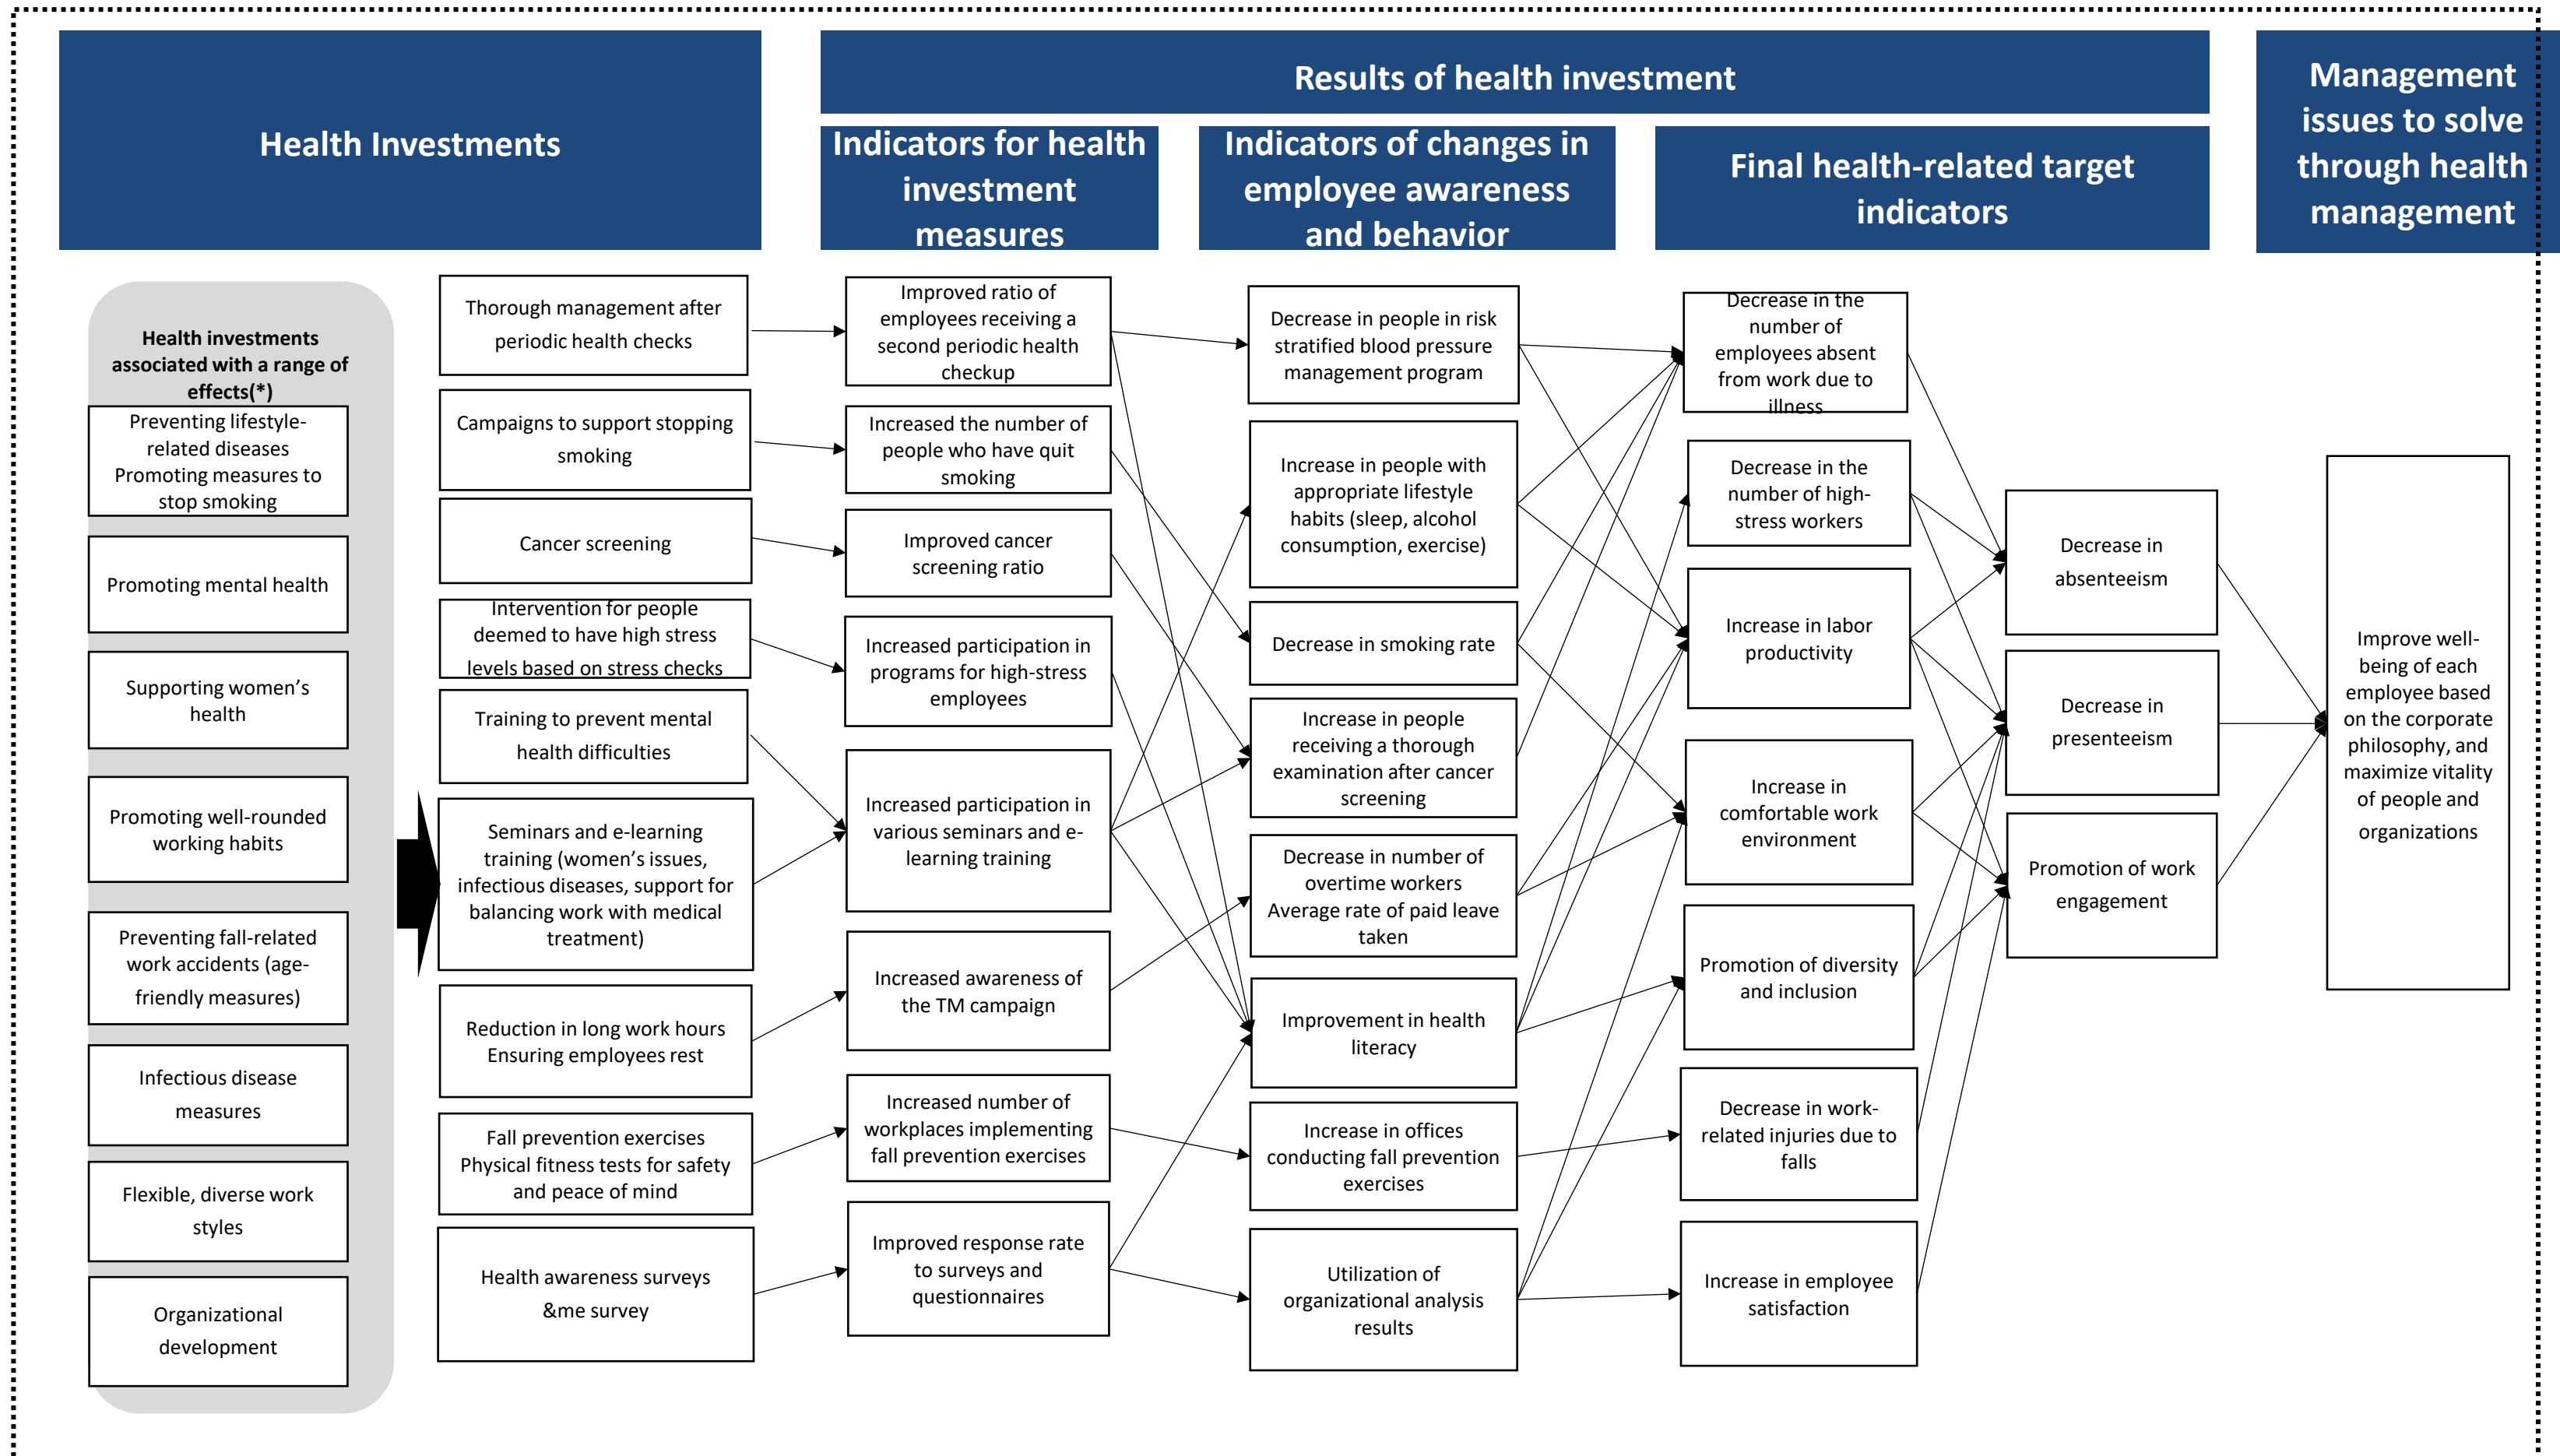 Health Investments
Results of health investment
Indicators for health
investment
measures
Indicators of changes in
employee awareness
and behavior
Final health-related target
indicators
Management
issues to solve
through health
management
Health investments
associated with a range of
effects(*)
Preventing lifestyle-
related diseases
Promoting measures to
stop smoking
Promoting mental health
Supporting women’s
health
Promoting well-rounded
working habits
Preventing fall-related
work accidents (age-
friendly measures)
Infectious disease
measures
Flexible, diverse work
styles
Organizational
development
Thorough management after
periodic health checks
Campaigns to support stopping
smoking
Cancer screening
Intervention for people
deemed to have high stress
levels based on stress checks
Training to prevent mental
health difficulties
Seminars and e-learning
training (women’s issues,
infectious diseases, support for
balancing work with medical
treatment)
Reduction in long work hours
Ensuring employees rest
Fall prevention exercises
Physical fitness tests for safety
and peace of mind
Health awareness surveys
&me survey
Improved ratio of
employees receiving a
second periodic health
checkup
Increased the number of
people who have quit
smoking
Improved cancer
screening ratio
Increased participation in
programs for high-stress
employees
Increased participation in
various seminars and e-
learning training
Increased awareness of
the TM campaign
Increased number of
workplaces implementing
fall prevention exercises
Improved response rate
to surveys and
questionnaires
Decrease in people in risk
stratified blood pressure
management program
Increase in people with
appropriate lifestyle
habits (sleep, alcohol
consumption, exercise)
Decrease in smoking rate
Increase in people
receiving a thorough
examination after cancer
screening
Decrease in number of
overtime workers
Average rate of paid leave
taken
Improvement in health
literacy
Increase in offices
conducting fall prevention
exercises
Utilization of
organizational analysis
results
Decrease in the
number of
employees absent
from work due to
illness
Decrease in the
number of high-
stress workers
Increase in labor
productivity
Increase in
comfortable work
environment
Promotion of diversity
and inclusion
Decrease in work-
related injuries due to
falls
Increase in employee
satisfaction
Decrease in
absenteeism
Decrease in
presenteeism
Promotion of work
engagement
Improve well-
being of each
employee based
on the corporate
philosophy, and
maximize vitality
of people and
organizations